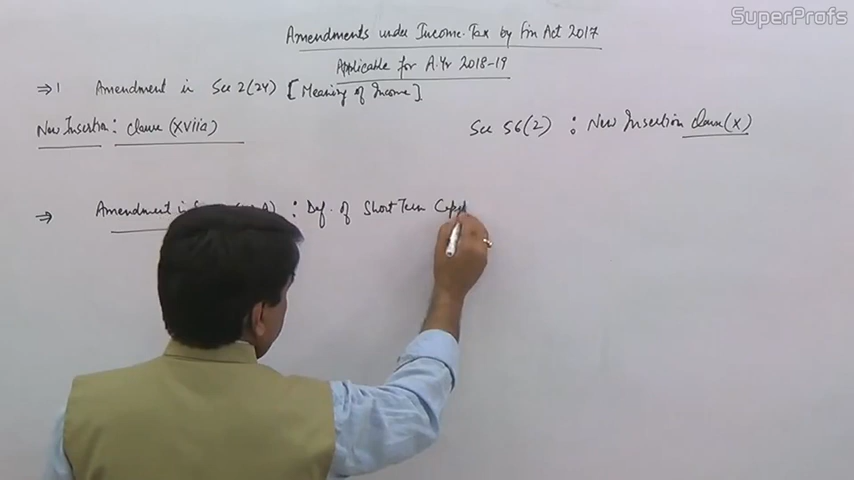 SuperProfs
Amendments under Income Tax by Fin Act 2017
Applicable for A.Yr 2018-19
⇒ 1 Amendment in Sec 2(24) [Meaning of Income]
New Insertion: Clause (xviia) Sec 56(2) : New Insertion Clause(x)
⇒ Amendment in A) : Def. of Short Term Cap